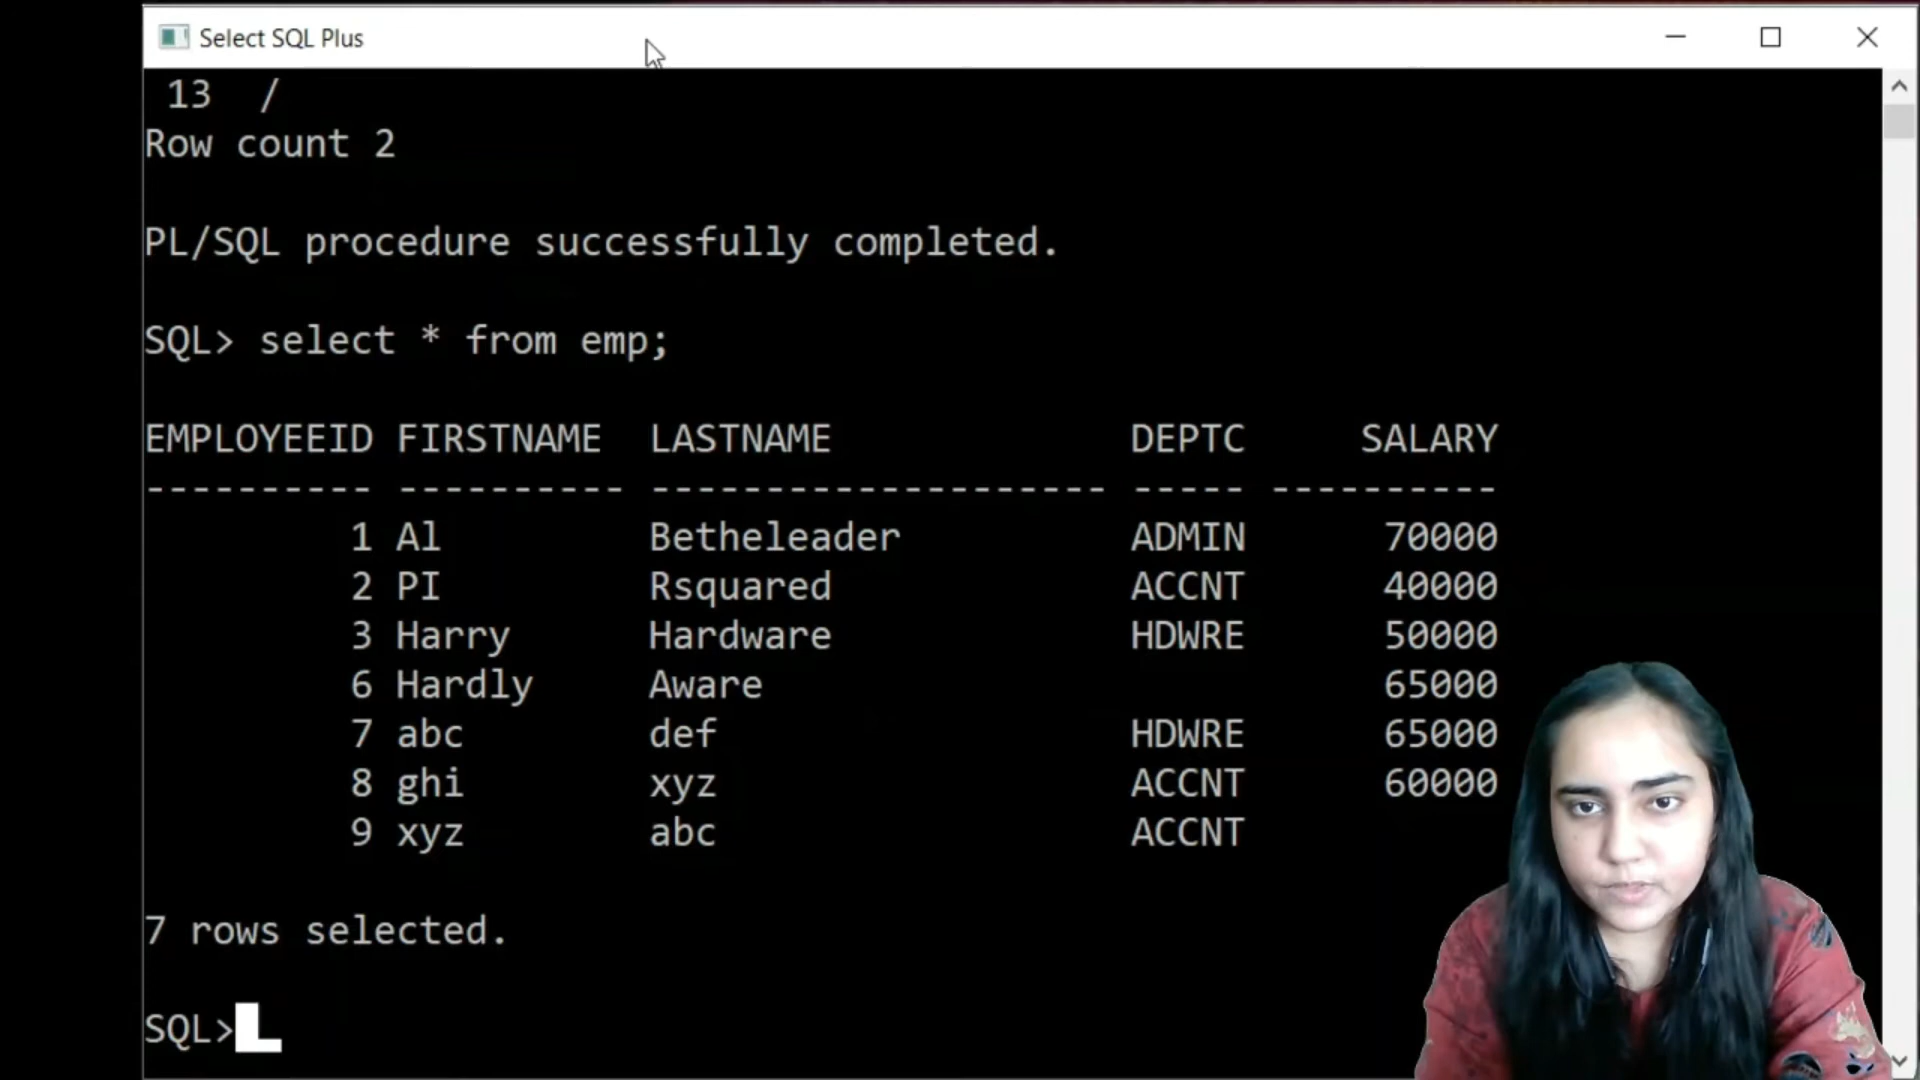 Select SQL Plus
13 /
Row count 2
PL/SQL procedure successfully completed.
SQL> select * from emp;
EMPLOYEEID FIRSTNAME LASTNAME DEPTC SALARY
---------- ---------- -------------------- ----- ----------
1 Al Betheleader ADMIN 70000
2 PI Rsquared ACCNT 40000
3 Harry Hardware HDWRE 50000
6 Hardly Aware 65000
7 abc def HDWRE 65000
8 ghi xyz ACCNT 60000
9 xyz abc ACCNT
7 rows selected.
SQL>